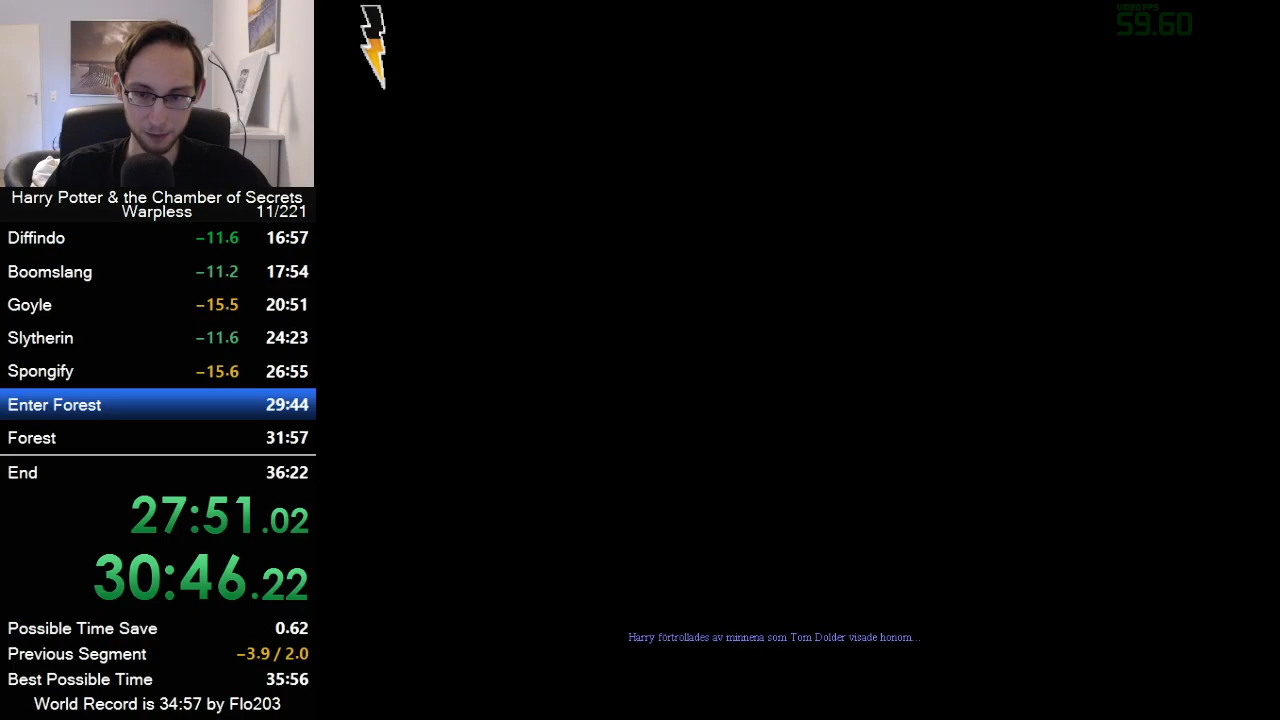 VIDEO FPS
59.60
Harry Potter & the Chamber of Secrets
Warpless 11/221
Diffindo −11.6 16:57
Boomslang −11.2 17:54
Goyle −15.5 20:51
Slytherin −11.6 24:23
Spongify −15.6 26:55
Enter Forest 29:44
Forest 31:57
End 36:22
27:51.02
30:46.22
Possible Time Save 0.62
Previous Segment −3.9 / 2.0
Best Possible Time 35:56
World Record is 34:57 by Flo203
Harry förtrollades av minnena som Tom Dolder visade honom...